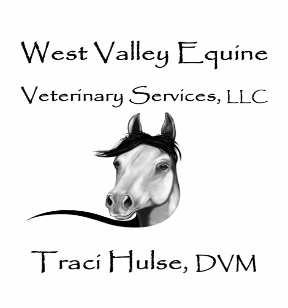 West Valley Equine
Veterinary Services, LLC
Traci Hulse, DVM